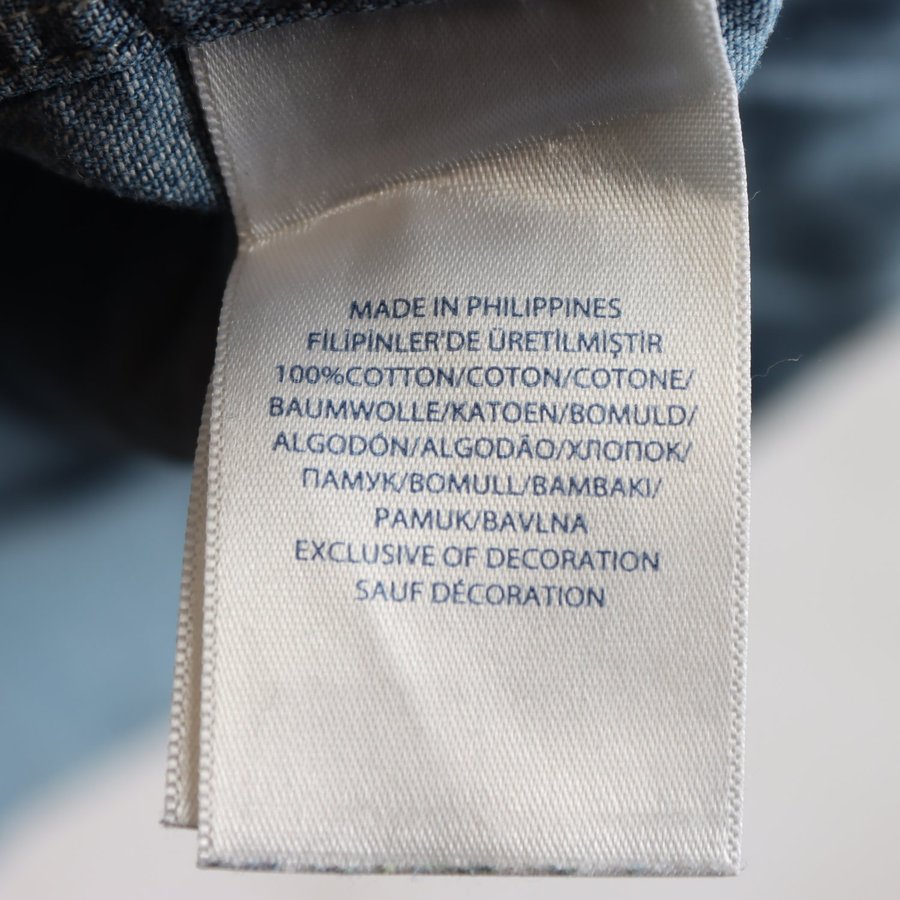 MADE IN PHILIPPINES
FİLİPİNLER'DE ÜRETİLMİŞTİR
100%COTTON/COTON/COTONE/
BAUMWOLLE/KATOEN/BOMULD/
ALGODÓN/ALGODÃO/ХЛОПОК/
ПАМУК/BOMULL/BAMBAKI/
PAMUK/BAVLNA
EXCLUSIVE OF DECORATION
SAUF DÉCORATION